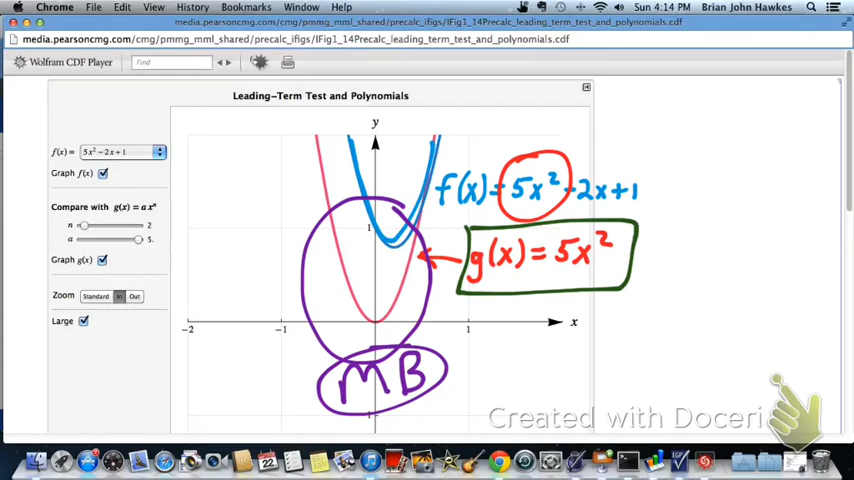 Chrome File Edit View History Bookmarks Window Help Sun 4:14 PM Brian John Hawkes
media.pearsoncmg.com/cmg/pmmg_mml_shared/precalc_ifigs/IFig1_14Precalc_leading_term_test_and_polynomials.cdf
media.pearsoncmg.com/cmg/pmmg_mml_shared/precalc_ifigs/IFig1_14Precalc_leading_term_test_and_polynomials.cdf
Wolfram CDF Player Find
Leading-Term Test and Polynomials
y
f(x)= 5x²-2x+1
Graph f(x)
f(x)=5x²-2x+1
Compare with g(x)=axⁿ
n 2
1
a 5.
g(x)=5x²
Graph g(x)
Zoom Standard In Out
Large
-2 -1 1 x
MB
1
Created with Doceri
22